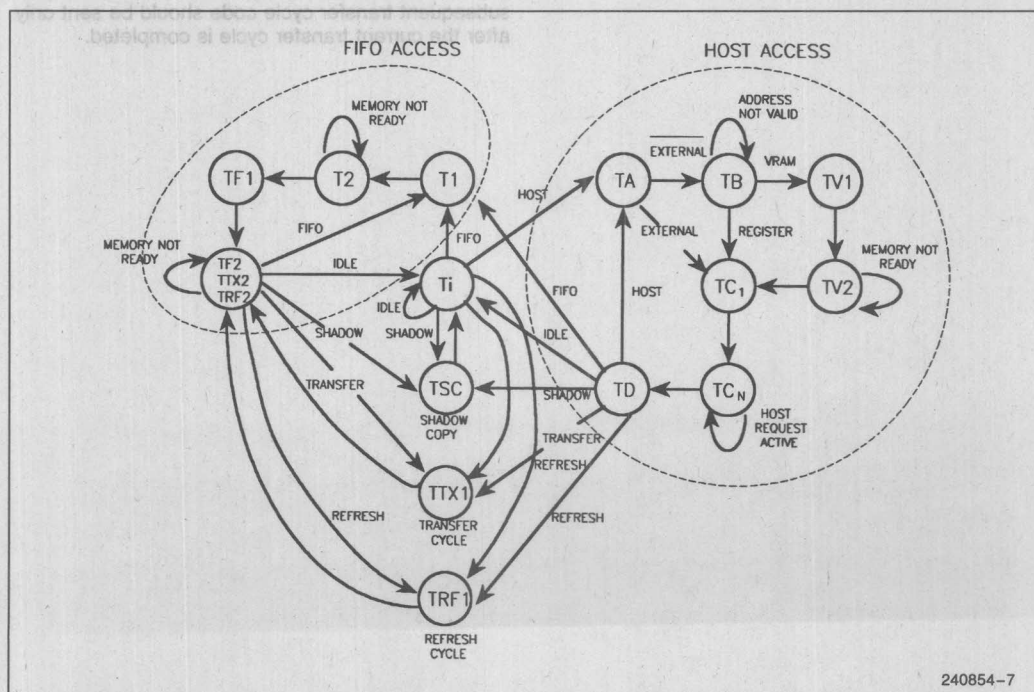 subsequent transfer cycle code should be sent only
after the current transfer cycle is completed.
FIFO ACCESS
HOST ACCESS
MEMORY NOT
READY
ADDRESS
NOT VALID
EXTERNAL
VRAM
TF1
T2
T1
TA
TB
TV1
HOST
FIFO
FIFO
EXTERNAL
REGISTER
MEMORY NOT
READY
MEMORY NOT
READY
TF2
TTX2
TRF2
IDLE
Ti
IDLE
FIFO
HOST
TC1
TV2
SHADOW
SHADOW
IDLE
TRANSFER
TSC
SHADOW
COPY
SHADOW
TD
TCN
HOST
REQUEST
ACTIVE
TRANSFER
REFRESH
TTX1
TRANSFER
CYCLE
REFRESH
REFRESH
TRF1
REFRESH
CYCLE
240854-7